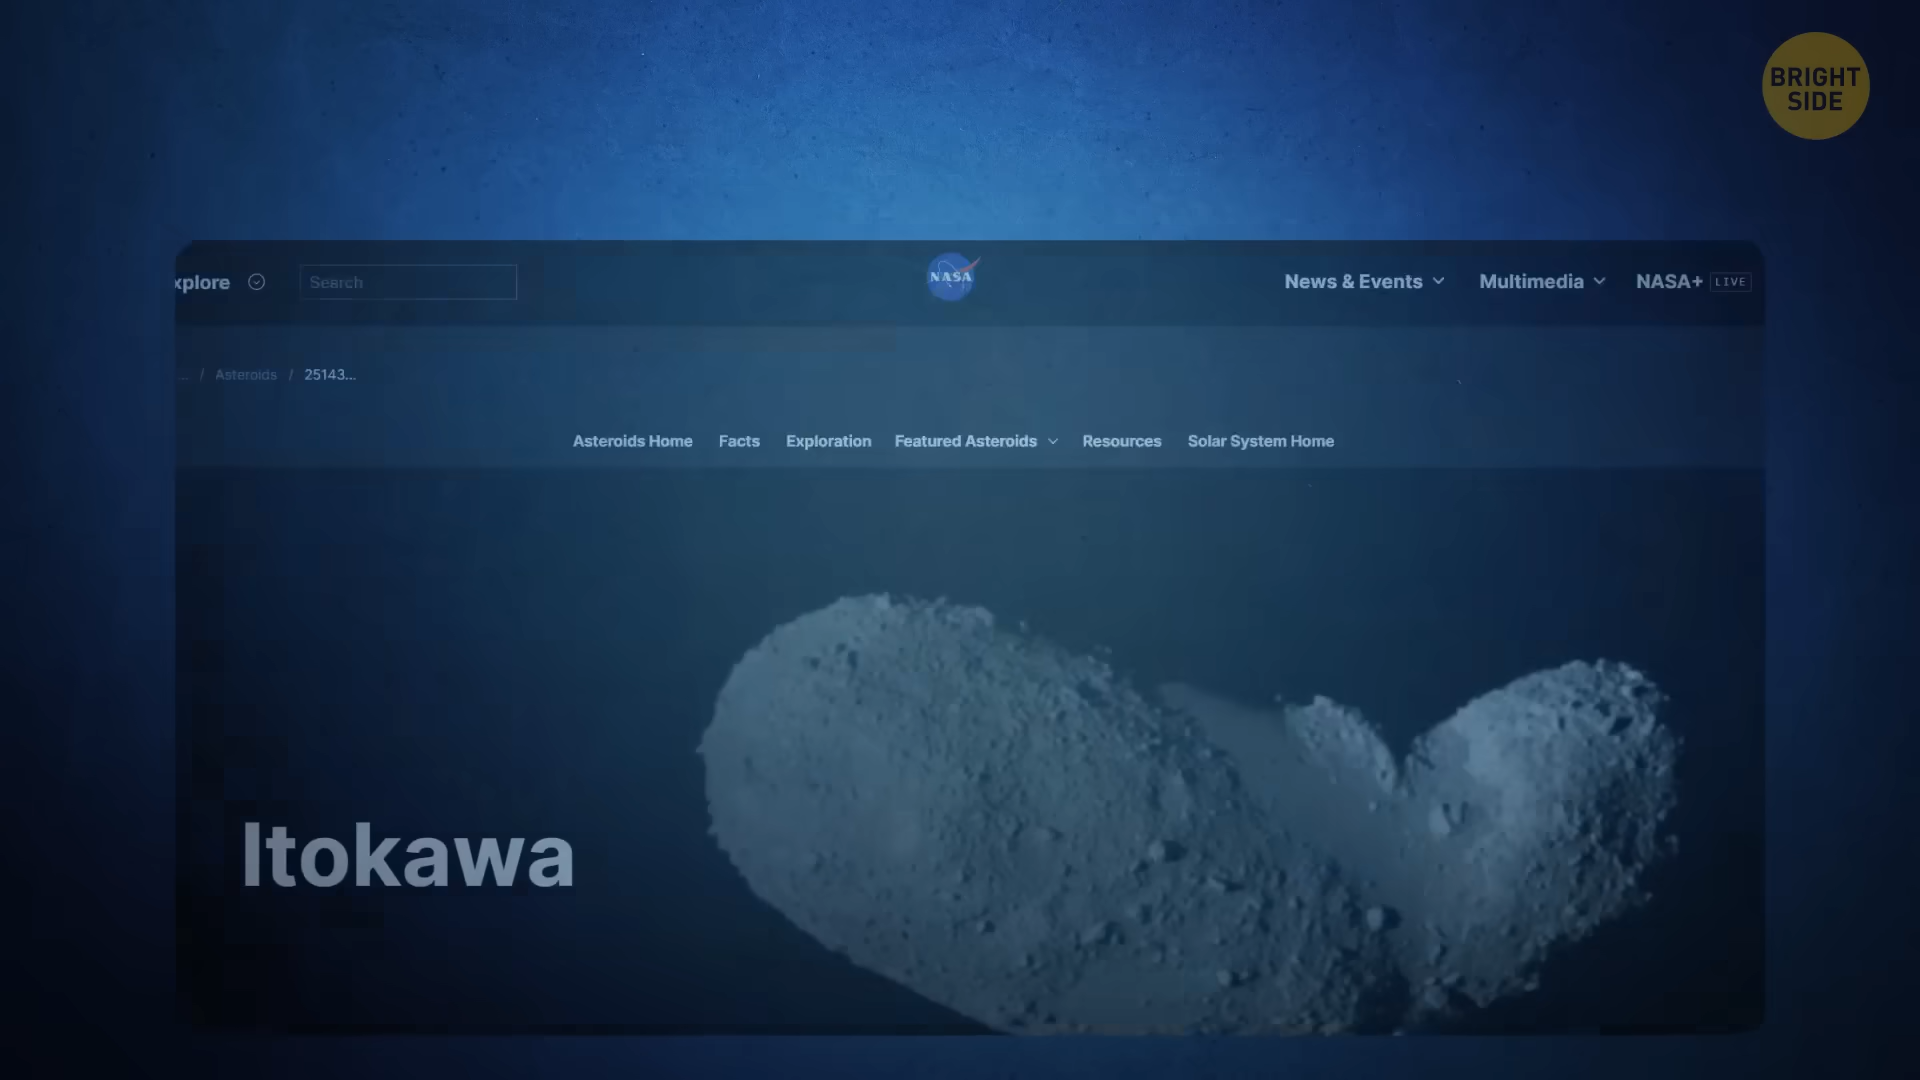 BRIGHT
SIDE
xplore
Search
NASA
News & Events
Multimedia
NASA+ LIVE
... / Asteroids / 25143...
Asteroids Home Facts Exploration Featured Asteroids Resources Solar System Home
Itokawa